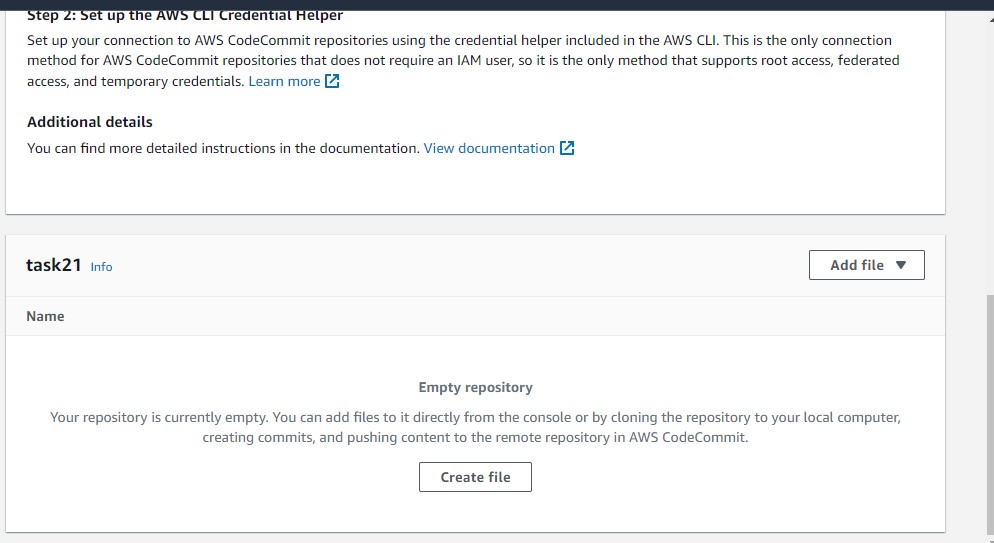 Step 2: Set up the AWS CLI Credential Helper
Set up your connection to AWS CodeCommit repositories using the credential helper included in the AWS CLI. This is the only connection
method for AWS CodeCommit repositories that does not require an IAM user, so it is the only method that supports root access, federated
access, and temporary credentials. Learn more
Additional details
You can find more detailed instructions in the documentation. View documentation
task21 Info
Add file
Name
Empty repository
Your repository is currently empty. You can add files to it directly from the console or by cloning the repository to your local computer,
creating commits, and pushing content to the remote repository in AWS CodeCommit.
Create file